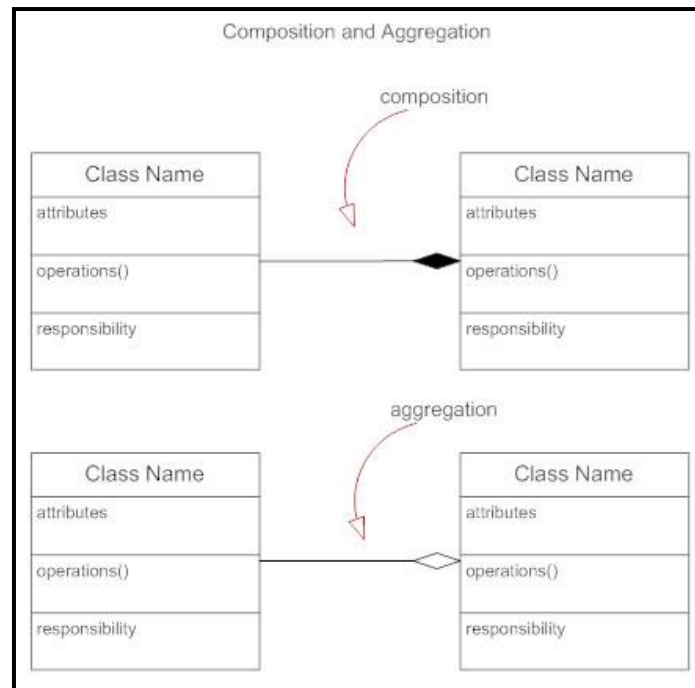 Composition and Aggregation
composition
Class Name
Class Name
attributes
attributes
operations()
operations()
responsibility
responsibility
aggregation
Class Name
Class Name
attributes
attributes
operations()
operations()
responsibility
responsibility